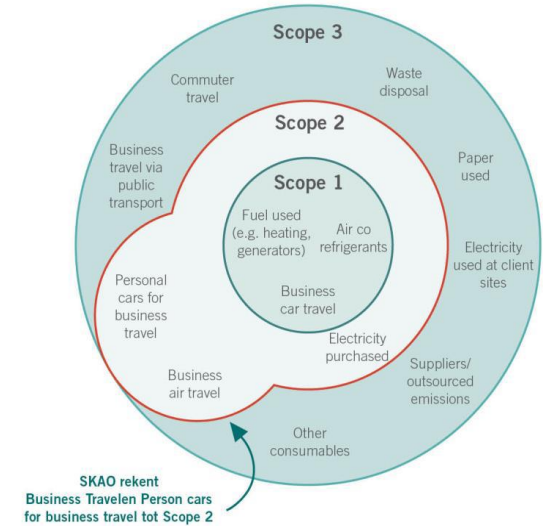 Scope 3
Commuter
travel
Waste
disposal
Scope 2
Business
travel via
public
transport
Paper
used
Scope 1
Fuel used
(e.g. heating,
generators)
Air co
refrigerants
Electricity
used at client
sites
Personal
cars for
business
travel
Business
car travel
Electricity
purchased
Business
air travel
Suppliers/
outsourced
emissions
Other
consumables
SKAO rekent
Business Travelen Person cars
for business travel tot Scope 2